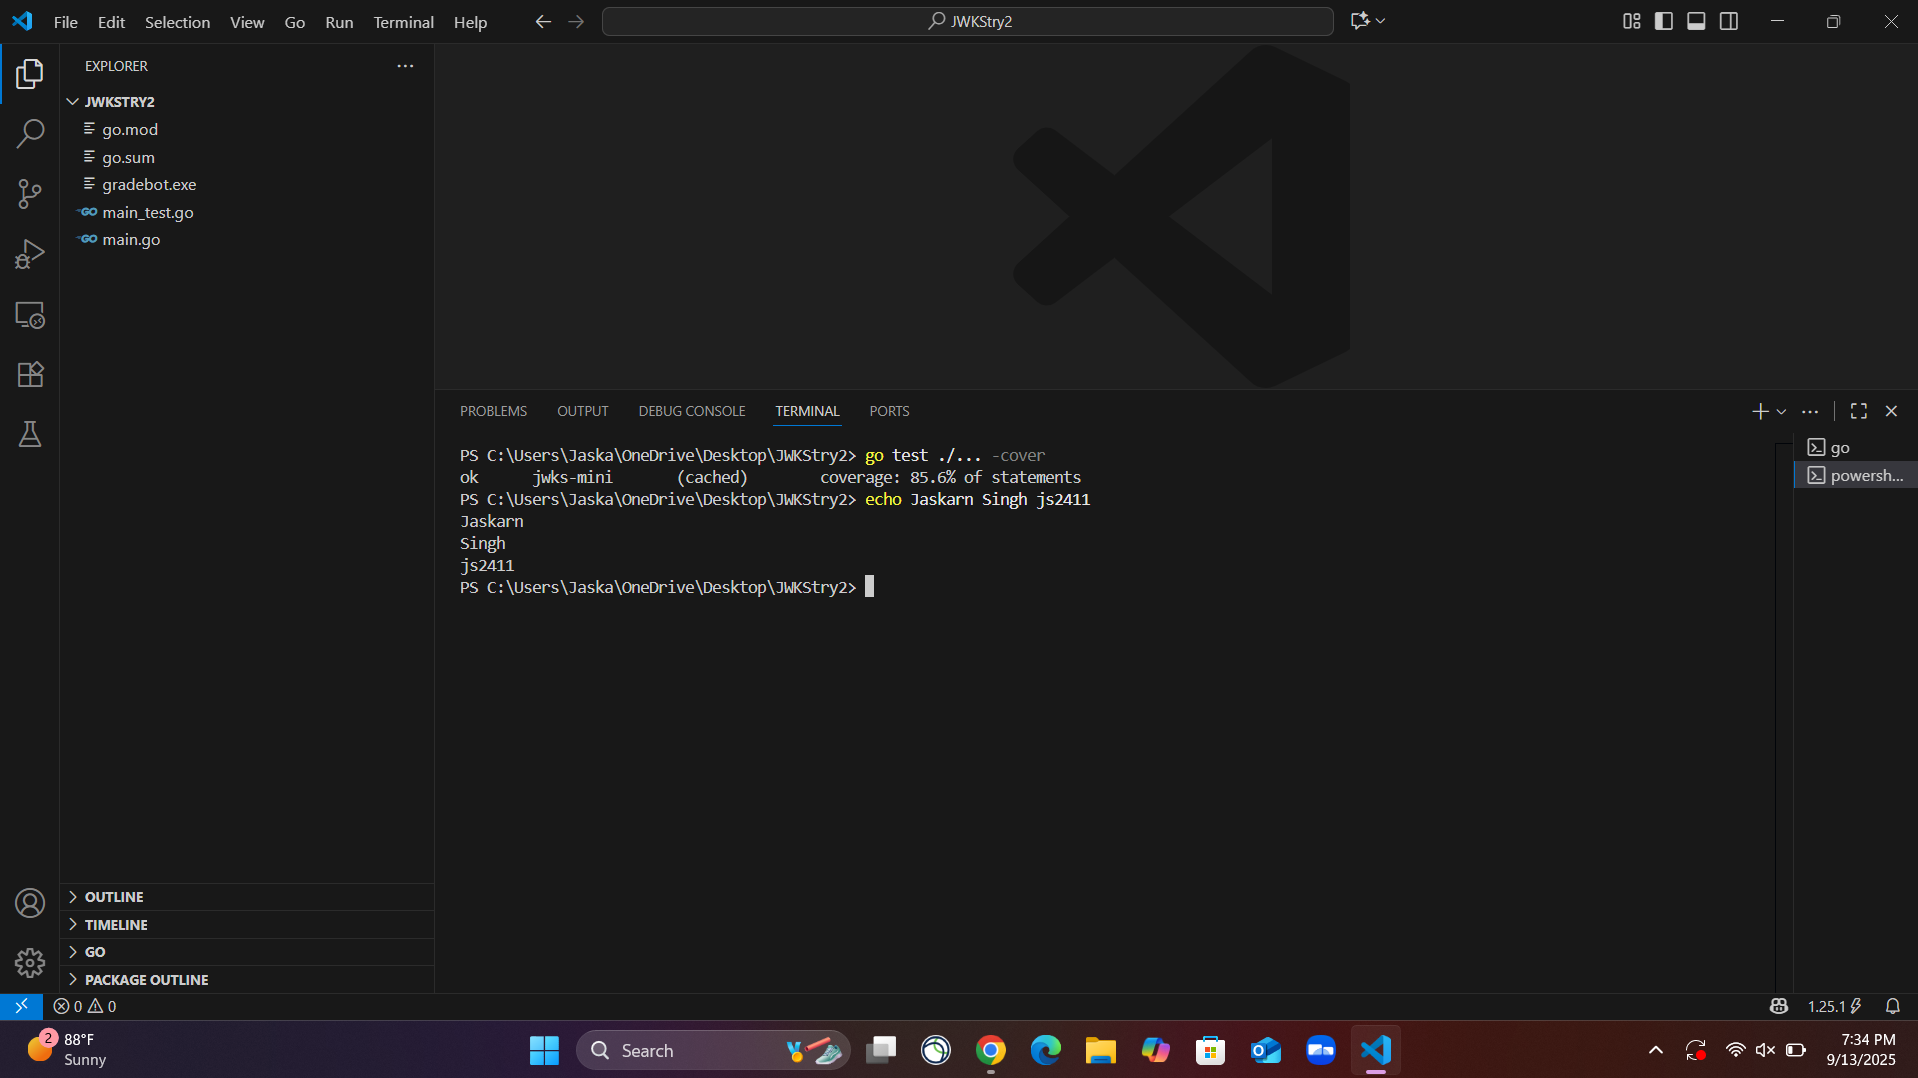 File Edit Selection View Go Run Terminal Help
JWKStry2
EXPLORER
JWKSTRY2
go.mod
go.sum
gradebot.exe
GO main_test.go
GO main.go
OUTLINE
TIMELINE
GO
PACKAGE OUTLINE
PROBLEMS OUTPUT DEBUG CONSOLE TERMINAL PORTS
PS C:\Users\Jaska\OneDrive\Desktop\JWKStry2> go test ./... -cover
ok jwks-mini (cached) coverage: 85.6% of statements
PS C:\Users\Jaska\OneDrive\Desktop\JWKStry2> echo Jaskarn Singh js2411
Jaskarn
Singh
js2411
PS C:\Users\Jaska\OneDrive\Desktop\JWKStry2>
go
powersh...
0 0
1.25.1
2
88°F
Sunny
Search
7:34 PM
9/13/2025